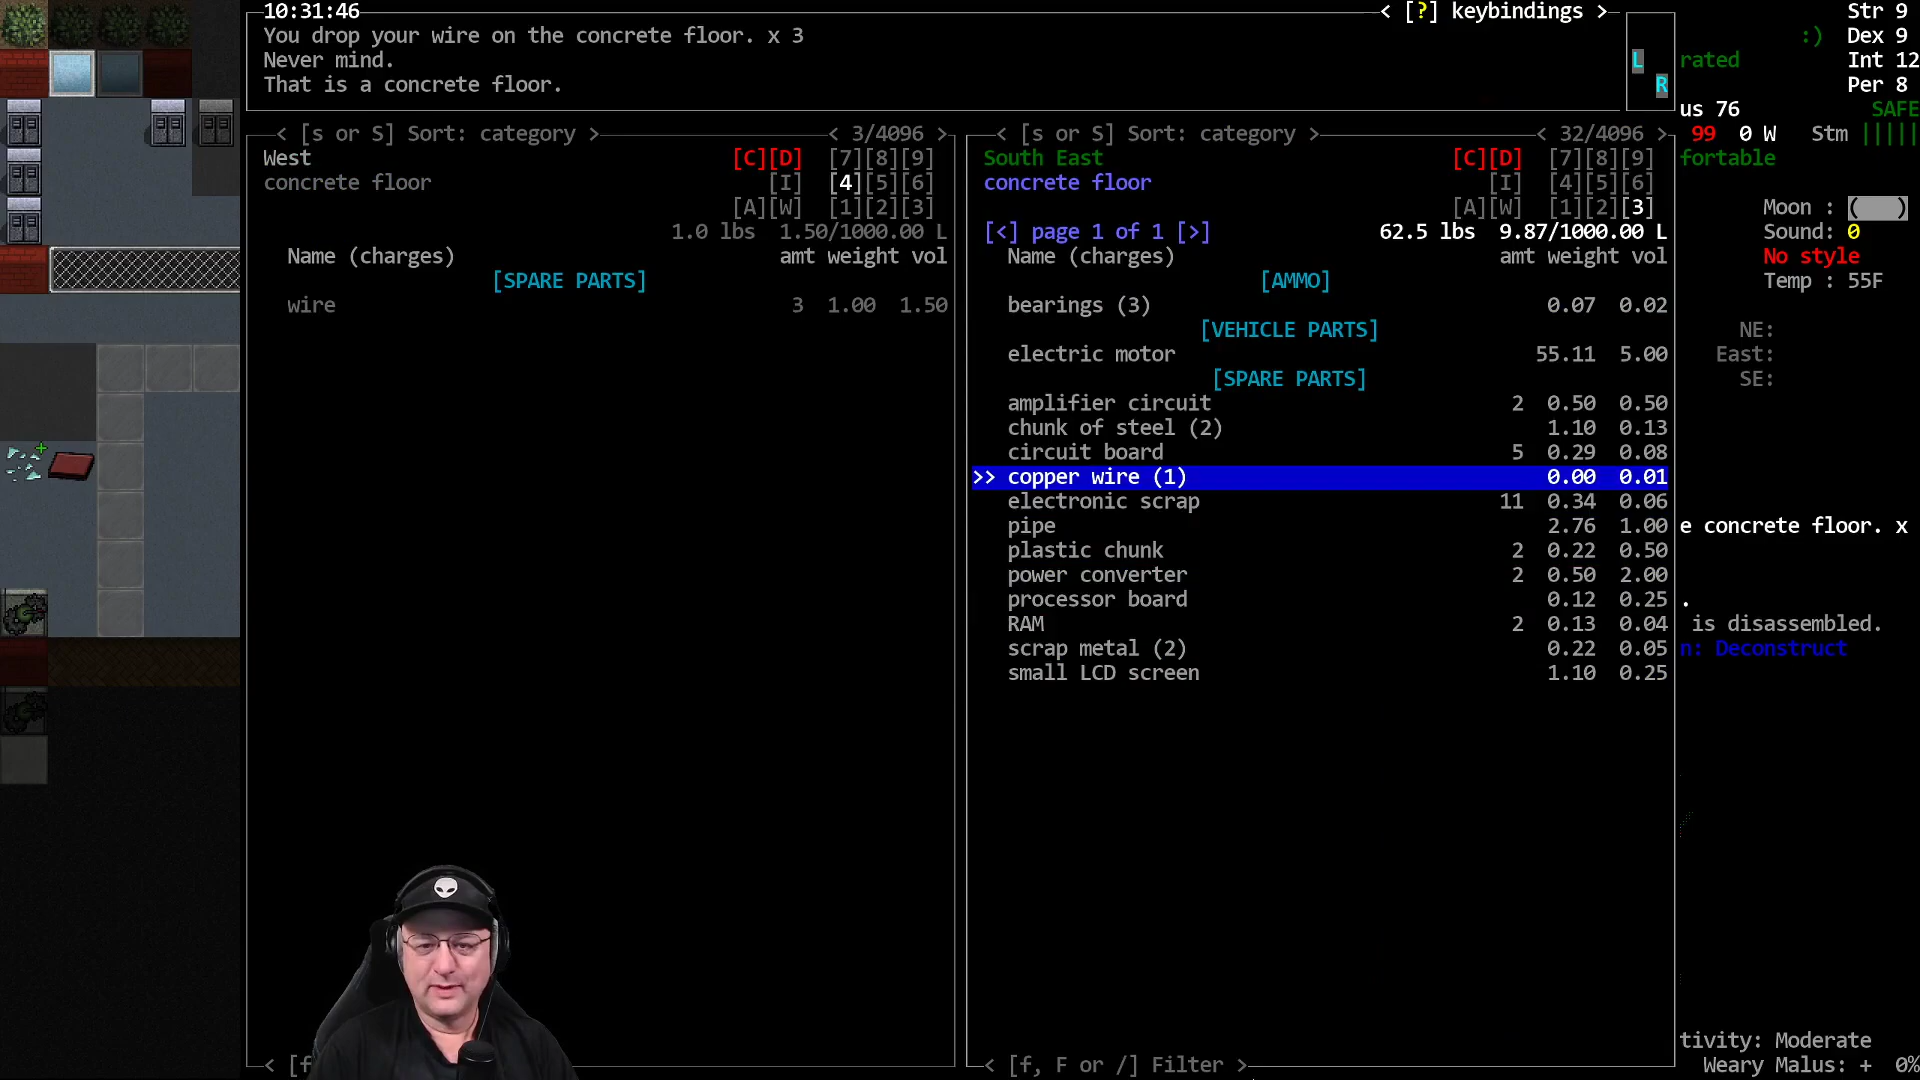 10:31:46
< [?] keybindings >
You drop your wire on the concrete floor. x 3
Never mind.
That is a concrete floor.
L
R
:)
Str 9
Dex 9
rated
Int 12
Per 8
us 76
SAFE
99 0 W Stm |||||
fortable
Moon : ( )
Sound: 0
No style
Temp : 55F
NE:
East:
SE:
e concrete floor. x
.
is disassembled.
n: Deconstruct
tivity: Moderate
Weary Malus: + 0%
< [s or S] Sort: category >
< 3/4096 >
West
[C][D] [7][8][9]
concrete floor
[I] [4][5][6]
[A][W] [1][2][3]
1.0 lbs 1.50/1000.00 L
Name (charges) amt weight vol
[SPARE PARTS]
wire 3 1.00 1.50
< [f
< [s or S] Sort: category >
< 32/4096 >
South East
[C][D] [7][8][9]
concrete floor
[I] [4][5][6]
[A][W] [1][2][3]
[<] page 1 of 1 [>] 62.5 lbs 9.87/1000.00 L
Name (charges) amt weight vol
[AMMO]
bearings (3) 0.07 0.02
[VEHICLE PARTS]
electric motor 55.11 5.00
[SPARE PARTS]
amplifier circuit 2 0.50 0.50
chunk of steel (2) 1.10 0.13
circuit board 5 0.29 0.08
>> copper wire (1) 0.00 0.01
electronic scrap 11 0.34 0.06
pipe 2.76 1.00
plastic chunk 2 0.22 0.50
power converter 2 0.50 2.00
processor board 0.12 0.25
RAM 2 0.13 0.04
scrap metal (2) 0.22 0.05
small LCD screen 1.10 0.25
< [f, F or /] Filter >